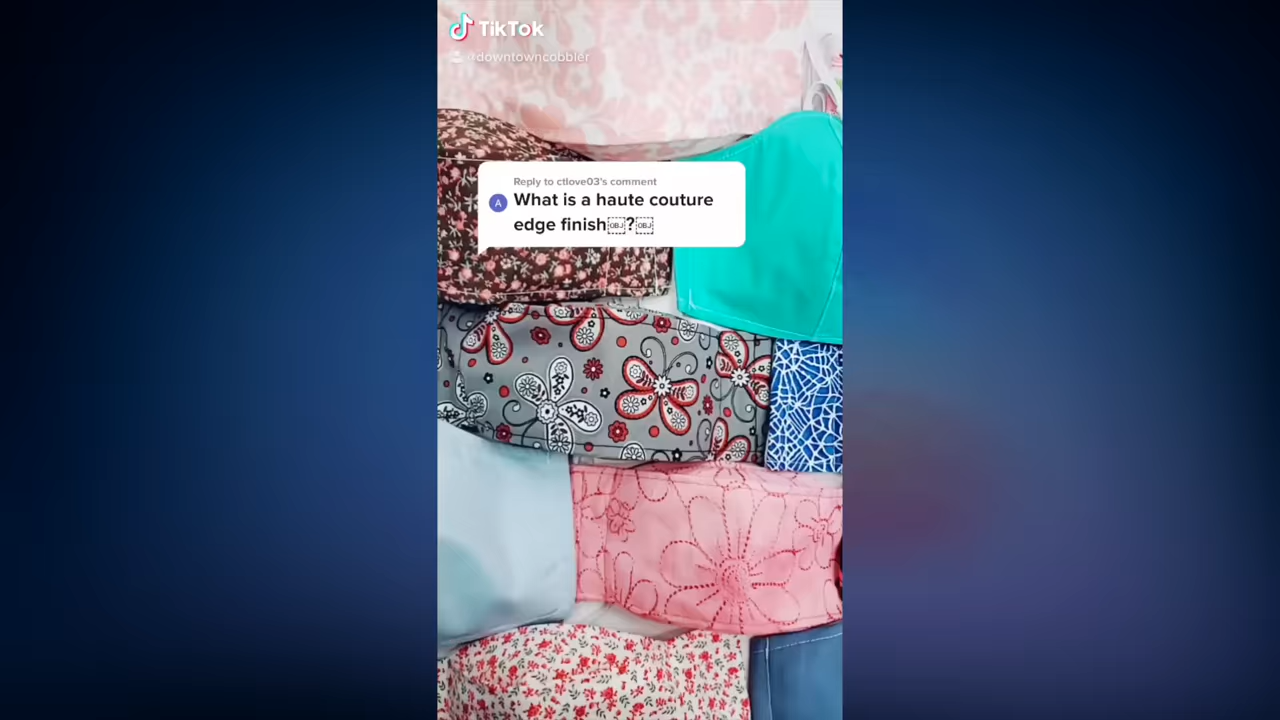 TikTok
@downtowncobbler
Reply to ctlove03's comment
A
What is a haute couture
edge finish￼?￼